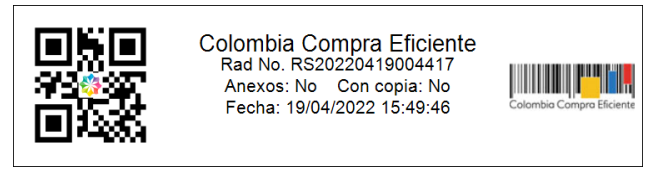 Colombia Compra Eficiente
Rad No. RS20220419004417
Anexos: No Con copia: No
Fecha: 19/04/2022 15:49:46
Colombia Compra Eficiente